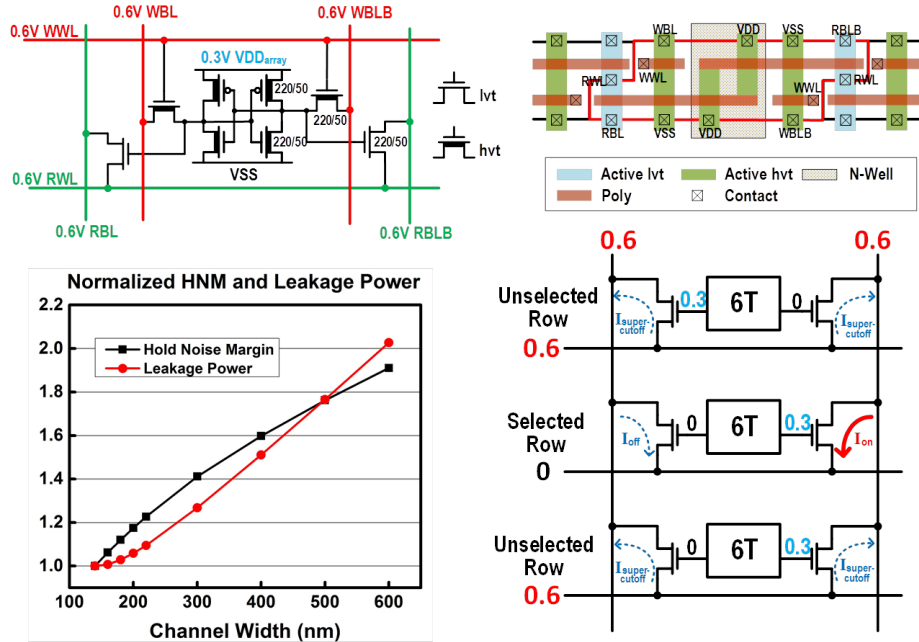 0.6V WBL
0.6V WBLB
0.6V WWL
0.3V VDDarray
220/50
220/50
220/50
220/50
VSS
lvt
hvt
0.6V RWL
0.6V RBL
0.6V RBLB
WBL
VDD
VSS
RBLB
RWL
WWL
WWL
RWL
RBL
VSS
VDD
WBLB
Active lvt
Active hvt
N-Well
Poly
Contact
Normalized HNM and Leakage Power
2.2
2.0
1.8
1.6
1.4
1.2
1.0
Hold Noise Margin
Leakage Power
100 200 300 400 500 600
Channel Width (nm)
0.6
0.6
Unselected
Row
0.6
Isuper-
cutoff
0.3
6T
0
Isuper-
cutoff
Selected
Row
0
Ioff
0
6T
0.3
Ion
Unselected
Row
0.6
Isuper-
cutoff
0
6T
0.3
Isuper-
cutoff